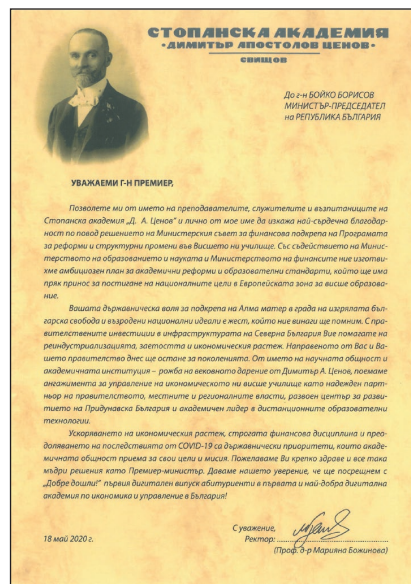 СТОПАНСКА АКАДЕМИЯ
•ДИМИТЪР АПОСТОЛОВ ЦЕНОВ•
СВИЩОВ
До г-н БОЙКО БОРИСОВ
МИНИСТЪР-ПРЕДСЕДАТЕЛ
на РЕПУБЛИКА БЪЛГАРИЯ
УВАЖАЕМИ Г-Н ПРЕМИЕР,
Позволете ми от името на преподавателите, служителите и възпитаниците на
Стопанска академия „Д. А. Ценов“ и лично от мое име да изкажа най-сърдечна благодар-
ност по повод решението на Министерския съвет за финансова подкрепа на Програмата
за реформи и структурни промени във Висшето ни училище. Със съдействието на Минис-
терството на образованието и науката и Министерството на финансите ние изготви-
хме амбициозен план за академични реформи и образователни стандарти, който ще има
пряк принос за постигане на националните цели в Европейската зона за висше образова-
ние.
Вашата държавническа воля за подкрепа на Алма матер в града на изгрялата бъл-
гарска свобода и възродени национални идеали е жест, който ние винаги ще помним. С пра-
вителствените инвестиции в инфраструктурата на Северна България Вие помагате на
реиндустриализацията, заетостта и икономическия растеж. Направеното от Вас и Ва-
шето правителство днес ще остане за поколенията. От името на научната общност и
академичната институция – рожба на вековното дарение от Димитър А. Ценов, поемаме
ангажимента за управление на икономическото ни висше училище като надежден парт-
ньор на правителството, местните и регионалните власти, развоен център за разви-
тието на Придунавска България и академичен лидер в дистанционните образователни
технологии.
Ускоряването на икономическия растеж, строгата финансова дисциплина и прео-
доляването на последствията от COVID-19 са държавнически приоритети, които акаде-
мичната общност приема за свои цели и мисия. Пожелаваме Ви крепко здраве и все така
мъдри решения като Премиер-министър. Даваме нашето уверение, че ще посрещнем с
„Добре дошли!“ първия дигитален випуск абитуриенти в първата и най-добра дигитална
академия по икономика и управление в България!
С уважение,
18 май 2020 г.
Ректор:
(Проф. д-р Марияна Божинова)